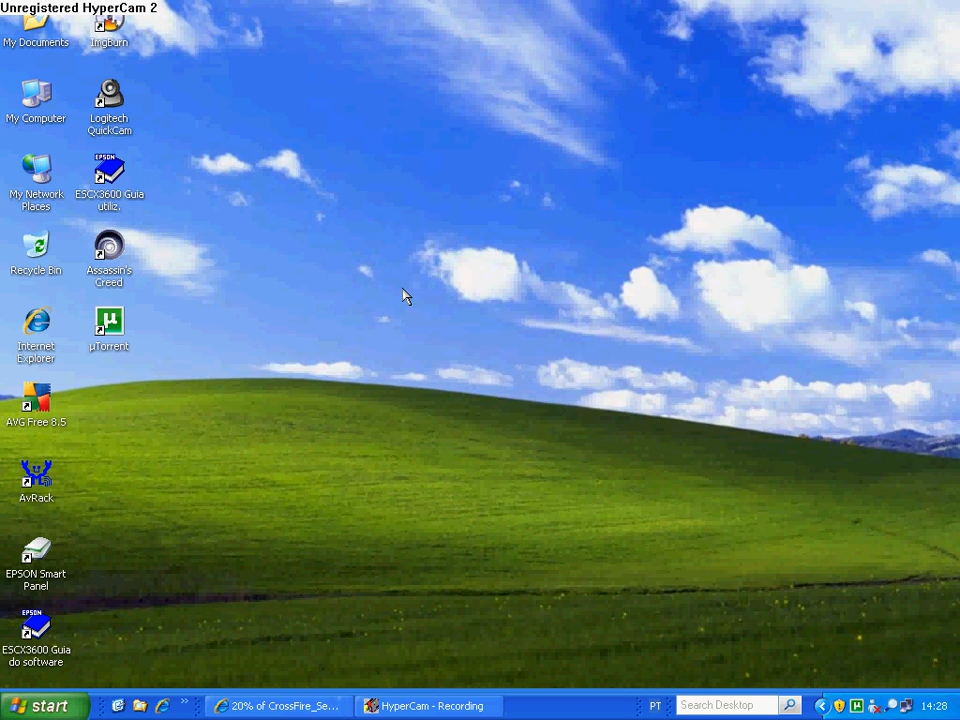 Unregistered HyperCam 2
My Documents
ImgBurn
My Computer
Logitech
QuickCam
My Network
Places
EPSON
ESCX3600 Guia
utiliz.
Recycle Bin
Assassin's
Creed
Internet
Explorer
µ
µTorrent
AVG Free 8.5
AvRack
EPSON Smart
Panel
EPSON
ESCX3600 Guia
do software
start
20% of CrossFire_Se...
HyperCam - Recording
PT
Search Desktop
14:28